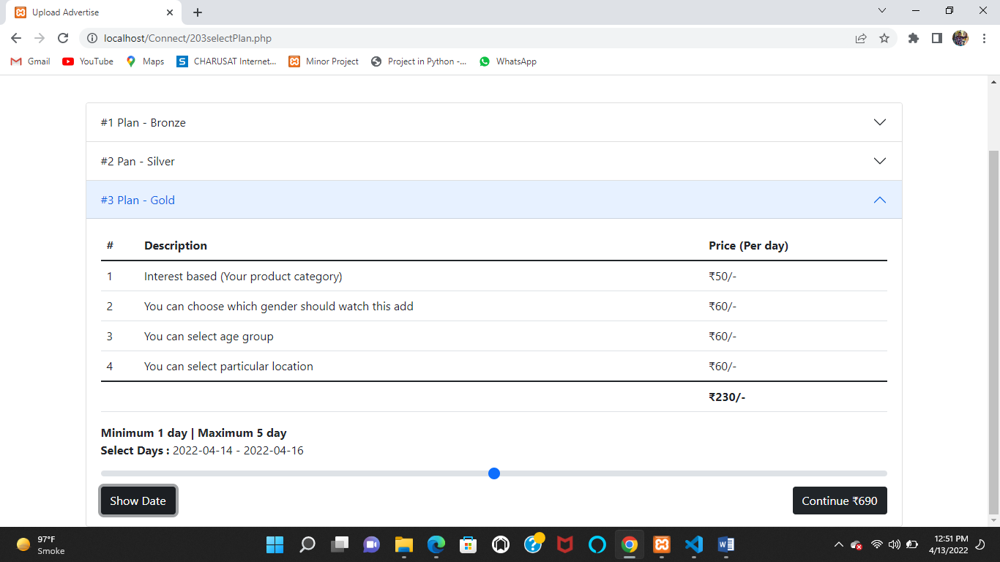 Upload Advertise
localhost/Connect/203selectPlan.php
Gmail YouTube Maps CHARUSAT Internet... Minor Project Project in Python -... WhatsApp
#1 Plan - Bronze
#2 Pan - Silver
#3 Plan - Gold
# Description Price (Per day)
1 Interest based (Your product category) ₹50/-
2 You can choose which gender should watch this add ₹60/-
3 You can select age group ₹60/-
4 You can select particular location ₹60/-
₹230/-
Minimum 1 day | Maximum 5 day
Select Days : 2022-04-14 - 2022-04-16
Show Date Continue ₹690
97°F
Smoke
12:51 PM
4/13/2022